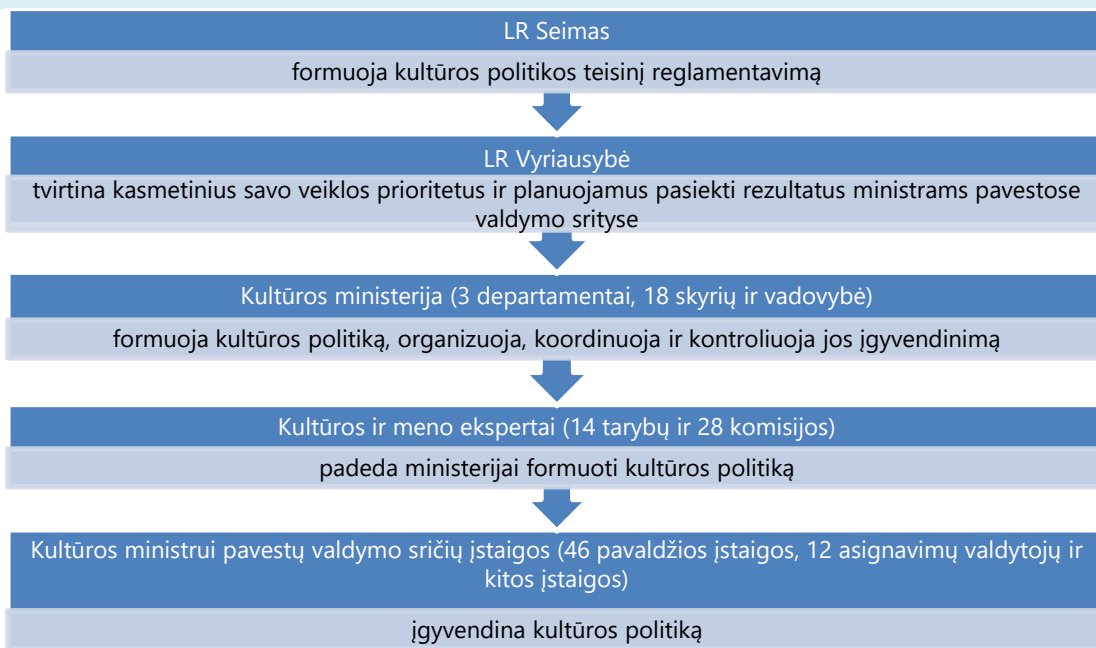 LR Seimas
formuoja kultūros politikos teisinį reglamentavimą
LR Vyriausybė
tvirtina kasmetinius savo veiklos prioritetus ir planuojamus pasiekti rezultatus ministrams pavestose
valdymo srityse
Kultūros ministerija (3 departamentai, 18 skyrių ir vadovybė)
formuoja kultūros politiką, organizuoja, koordinuoja ir kontroliuoja jos įgyvendinimą
Kultūros ir meno ekspertai (14 tarybų ir 28 komisijos)
padeda ministerijai formuoti kultūros politiką
Kultūros ministrui pavestų valdymo sričių įstaigos (46 pavaldžios įstaigos, 12 asignavimų valdytojų ir
kitos įstaigos)
įgyvendina kultūros politiką